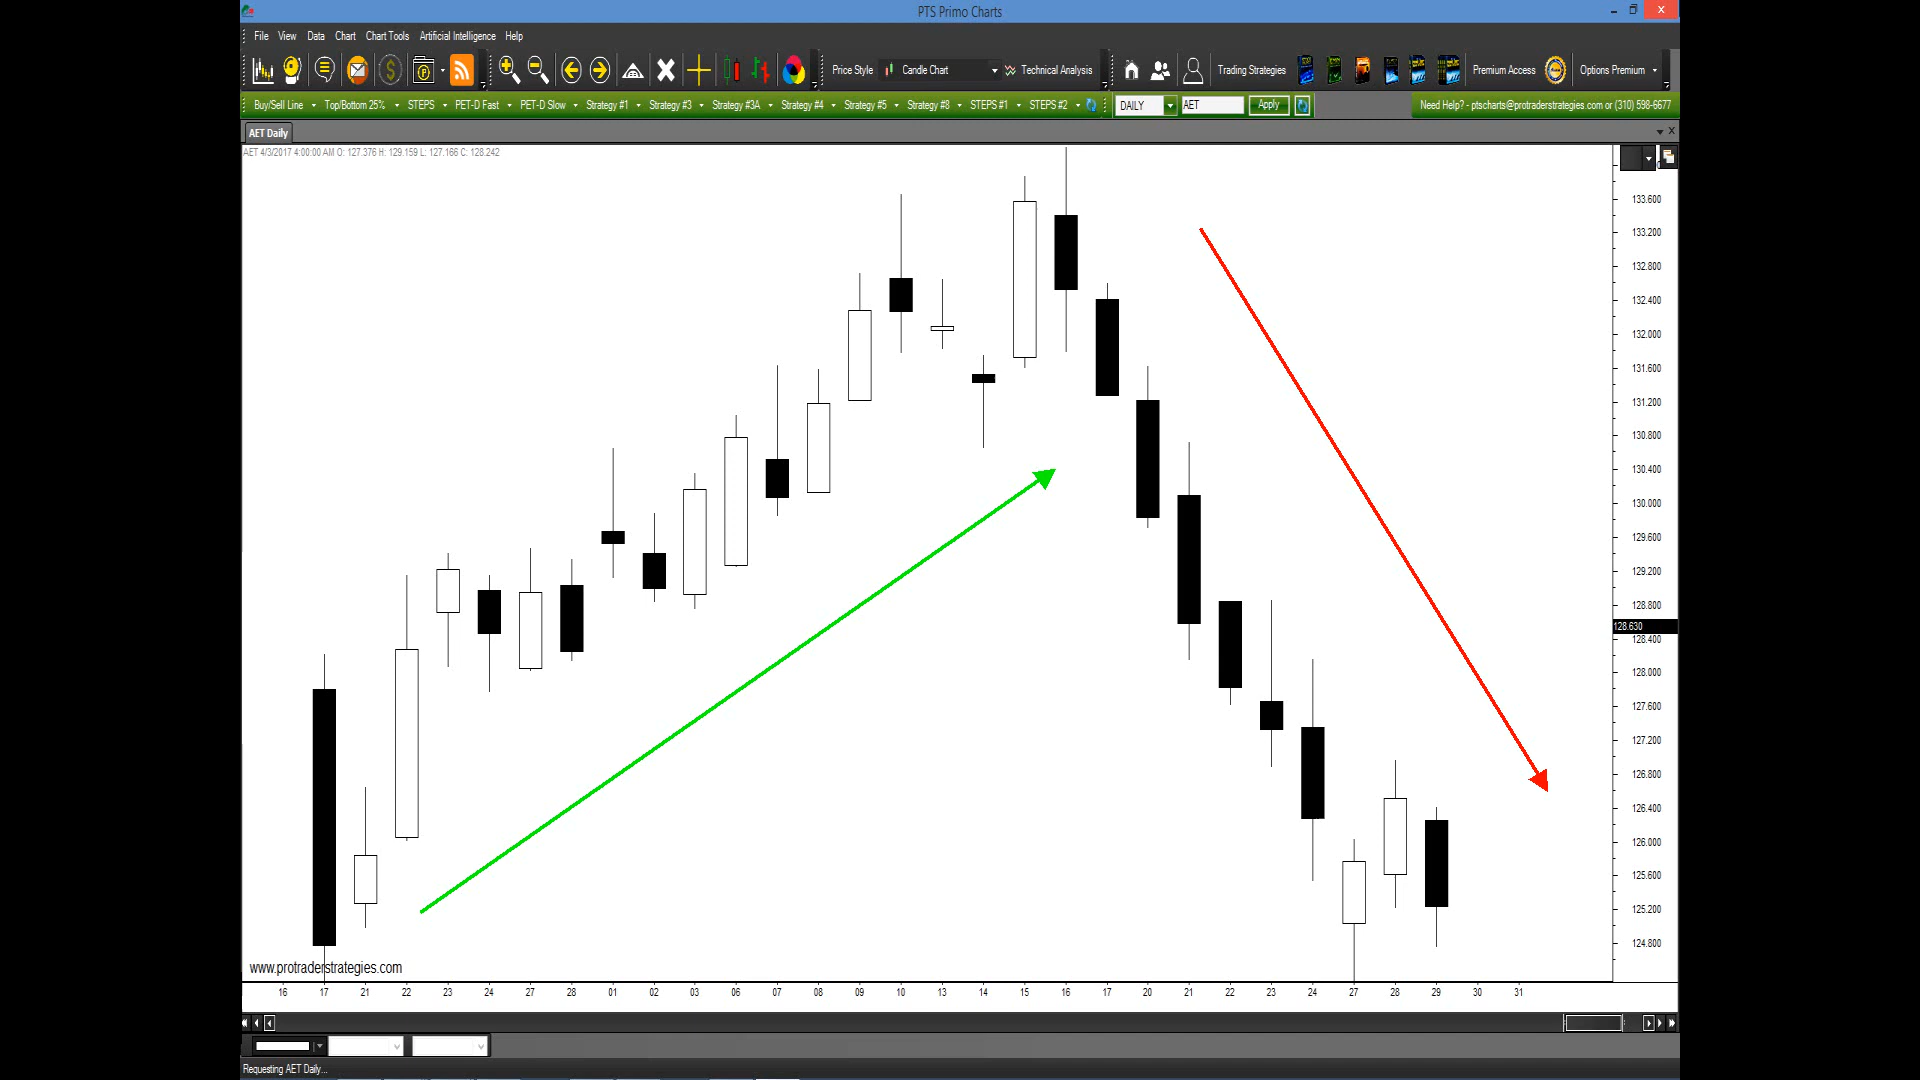 PTS Primo Charts
File View Data Chart Chart Tools Artificial Intelligence Help
Price Style Candle Chart Technical Analysis Trading Strategies Premium Access Options Premium
Buy/Sell Line Top/Bottom 25% STEPS PET-D Fast PET-D Slow Strategy #1 Strategy #3 Strategy #3A Strategy #4 Strategy #5 Strategy #8 STEPS #1 STEPS #2 DAILY AET Apply Need Help? - ptscharts@protraderstrategies.com or (310) 598-6677
AET Daily
AET 4/3/2017 4:00:00 AM O: 127.376 H: 129.159 L: 127.166 C: 128.242
133.600
133.200
132.800
132.400
132.000
131.600
131.200
130.800
130.400
130.000
129.600
129.200
128.800
128.630
128.400
128.000
127.600
127.200
126.800
126.400
126.000
125.600
125.200
124.800
www.protraderstrategies.com
16 17 21 22 23 24 27 28 01 02 03 06 07 08 09 10 13 14 15 16 17 20 21 22 23 24 27 28 29 30 31
Requesting AET Daily...